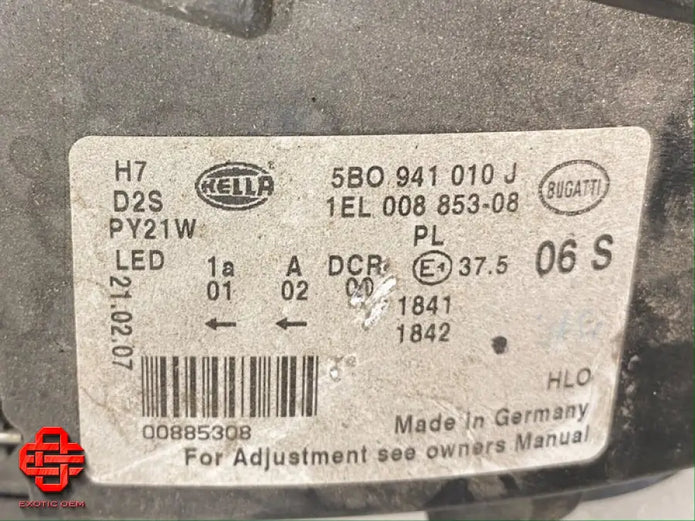 H7 HELLA 5B0 941 010 J BUGATTI
D2S 1EL 008 853-08
PY21W PL
LED 1a A DCR E1 37.5 06 S
01 02 00
← ← 1841
1842
21.02.07
HLO
00885308 Made in Germany
For Adjustment see owners Manual
EXOTIC OEM